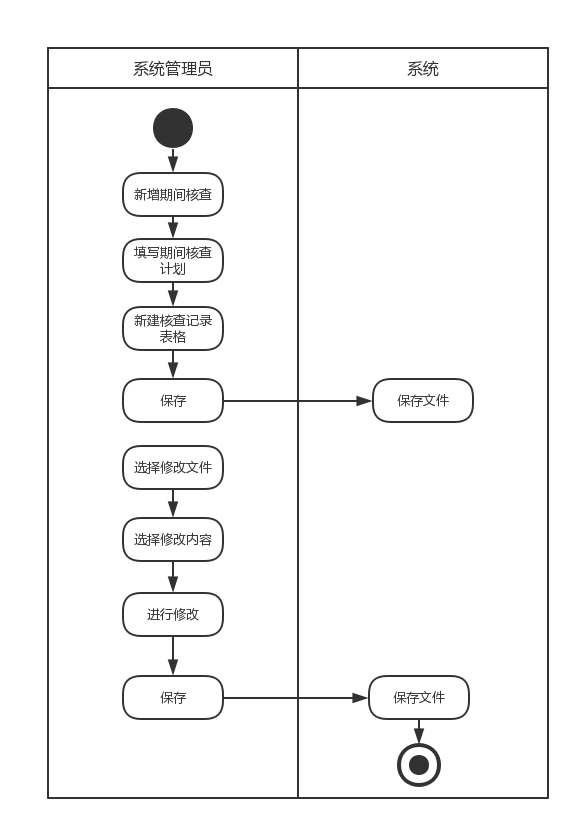 系统管理员
系统
新增期间核查
填写期间核查
计划
新建核查记录
表格
保存
保存文件
选择修改文件
选择修改内容
进行修改
保存
保存文件